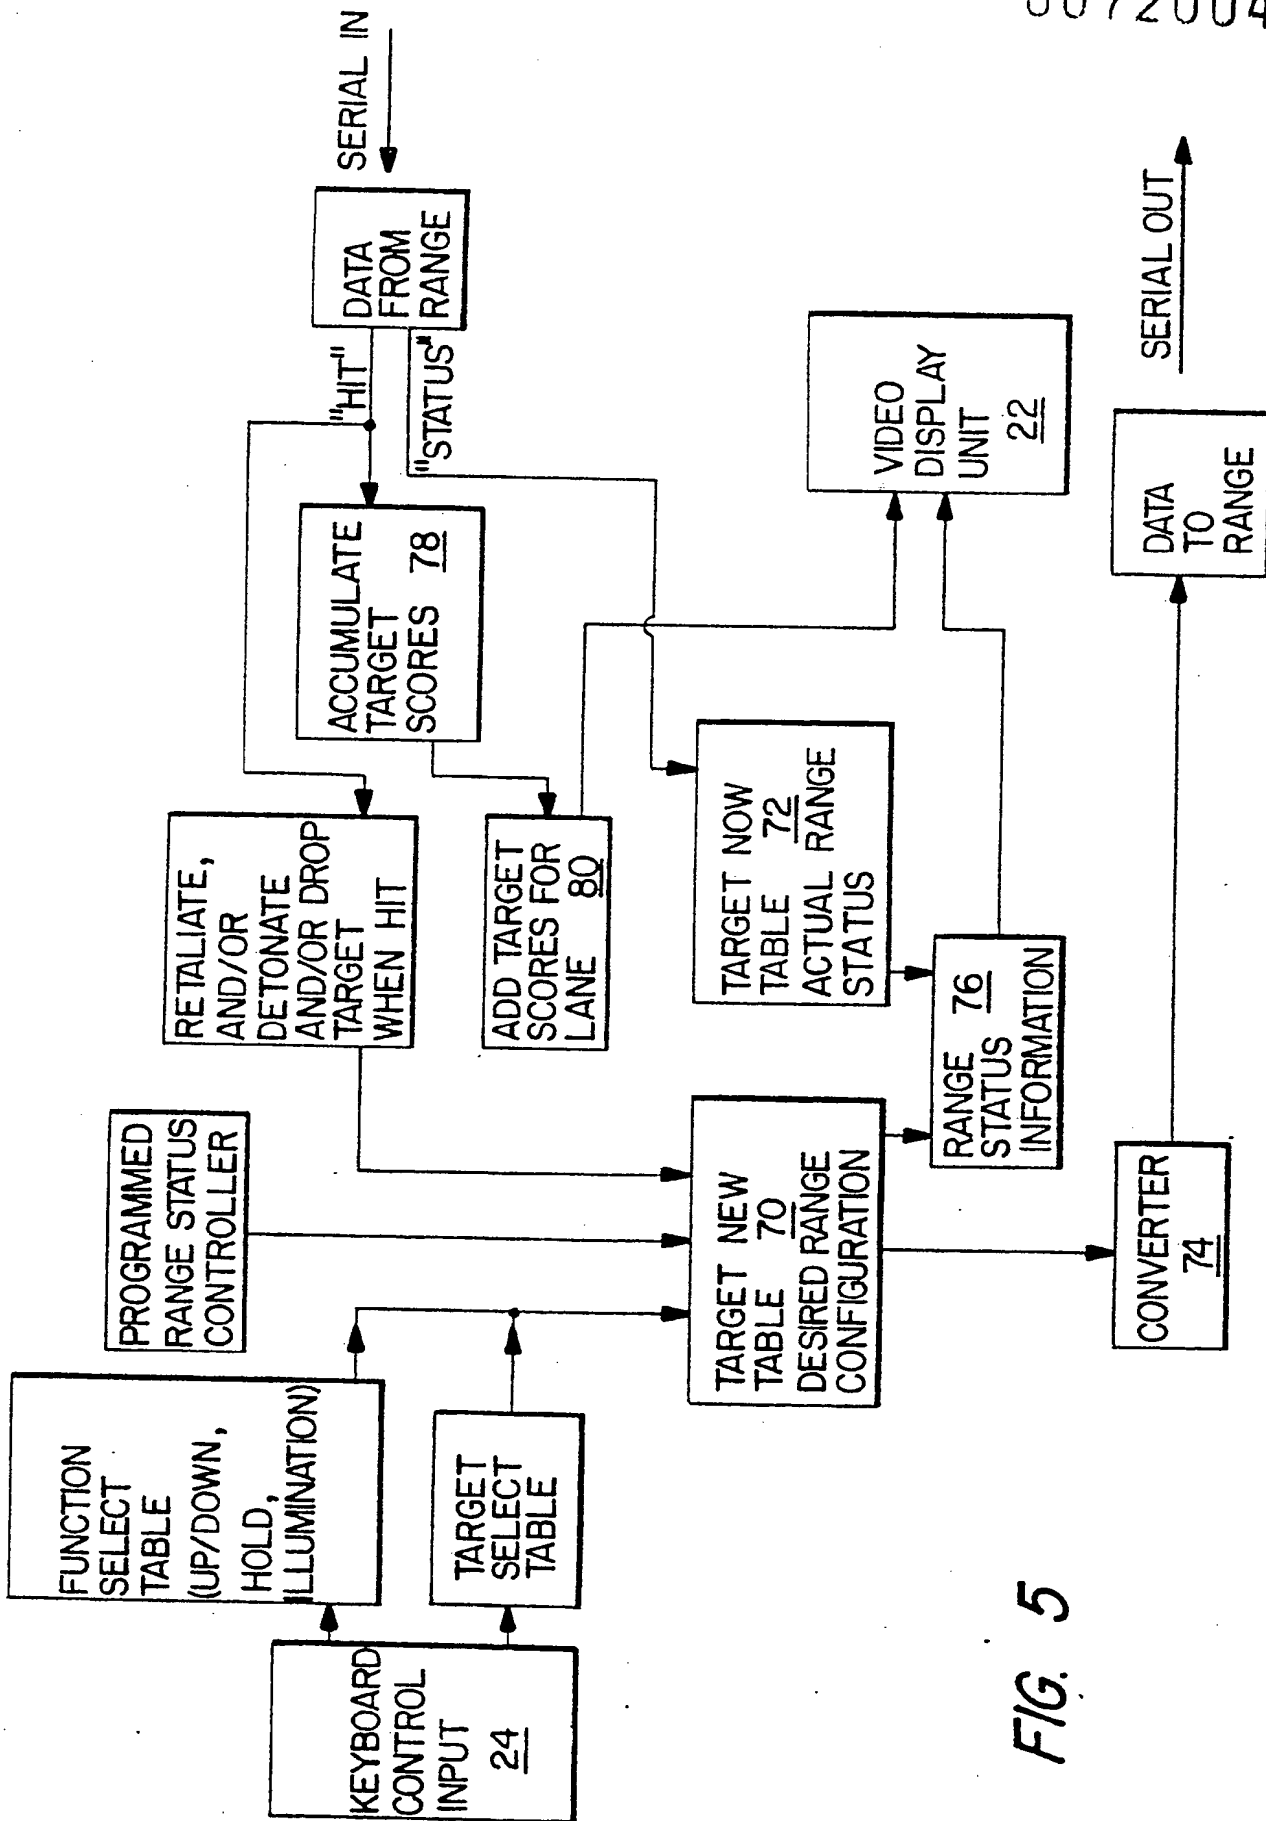 0072004
SERIAL IN
DATA
FROM
RANGE
"HIT"
"STATUS"
ACCUMULATE
TARGET
SCORES 78
RETALIATE,
AND/OR
DETONATE
AND/OR DROP
TARGET
WHEN HIT
ADD TARGET
SCORES FOR
LANE 80
PROGRAMMED
RANGE STATUS
CONTROLLER
FUNCTION
SELECT
TABLE
(UP/DOWN,
HOLD,
ILLUMINATION)
KEYBOARD
CONTROL
INPUT
24
TARGET
SELECT
TABLE
TARGET NEW
TABLE 70
DESIRED RANGE
CONFIGURATION
TARGET NOW
TABLE 72
ACTUAL RANGE
STATUS
RANGE 76
STATUS
INFORMATION
VIDEO
DISPLAY
UNIT
22
CONVERTER
74
DATA
TO
RANGE
SERIAL OUT
FIG. 5